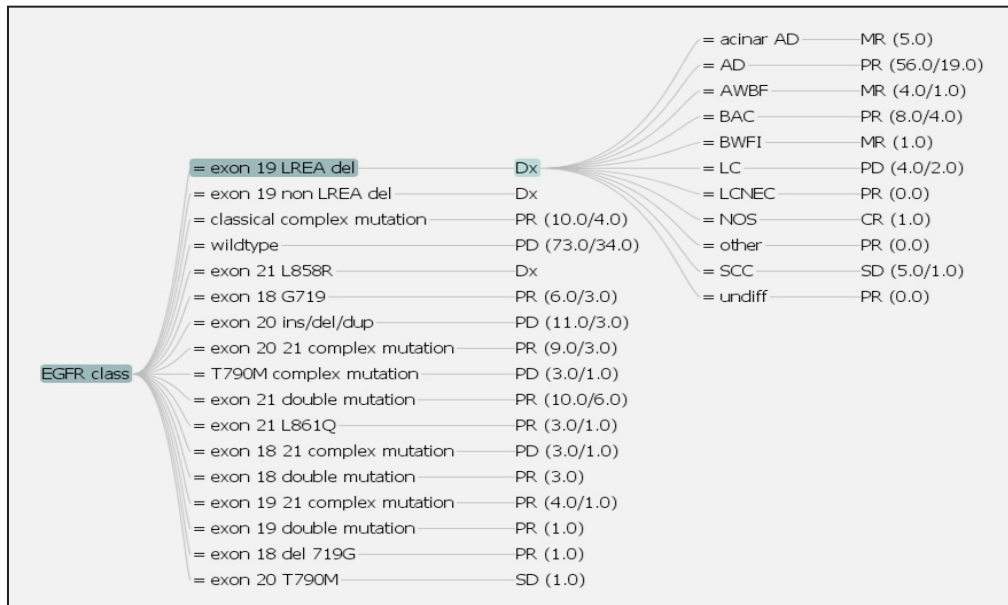 = acinar AD MR (5.0)
= AD PR (56.0/19.0)
= AWBF MR (4.0/1.0)
= BAC PR (8.0/4.0)
= BWFI MR (1.0)
= exon 19 LREA del Dx = LC PD (4.0/2.0)
= exon 19 non LREA del Dx = LCNEC PR (0.0)
= classical complex mutation PR (10.0/4.0) = NOS CR (1.0)
= wildtype PD (73.0/34.0) = other PR (0.0)
= exon 21 L858R Dx = SCC SD (5.0/1.0)
= exon 18 G719 PR (6.0/3.0) = undiff PR (0.0)
= exon 20 ins/del/dup PD (11.0/3.0)
= exon 20 21 complex mutation PR (9.0/3.0)
EGFR class = T790M complex mutation PD (3.0/1.0)
= exon 21 double mutation PR (10.0/6.0)
= exon 21 L861Q PR (3.0/1.0)
= exon 18 21 complex mutation PD (3.0/1.0)
= exon 18 double mutation PR (3.0)
= exon 19 21 complex mutation PR (4.0/1.0)
= exon 19 double mutation PR (1.0)
= exon 18 del 719G PR (1.0)
= exon 20 T790M SD (1.0)